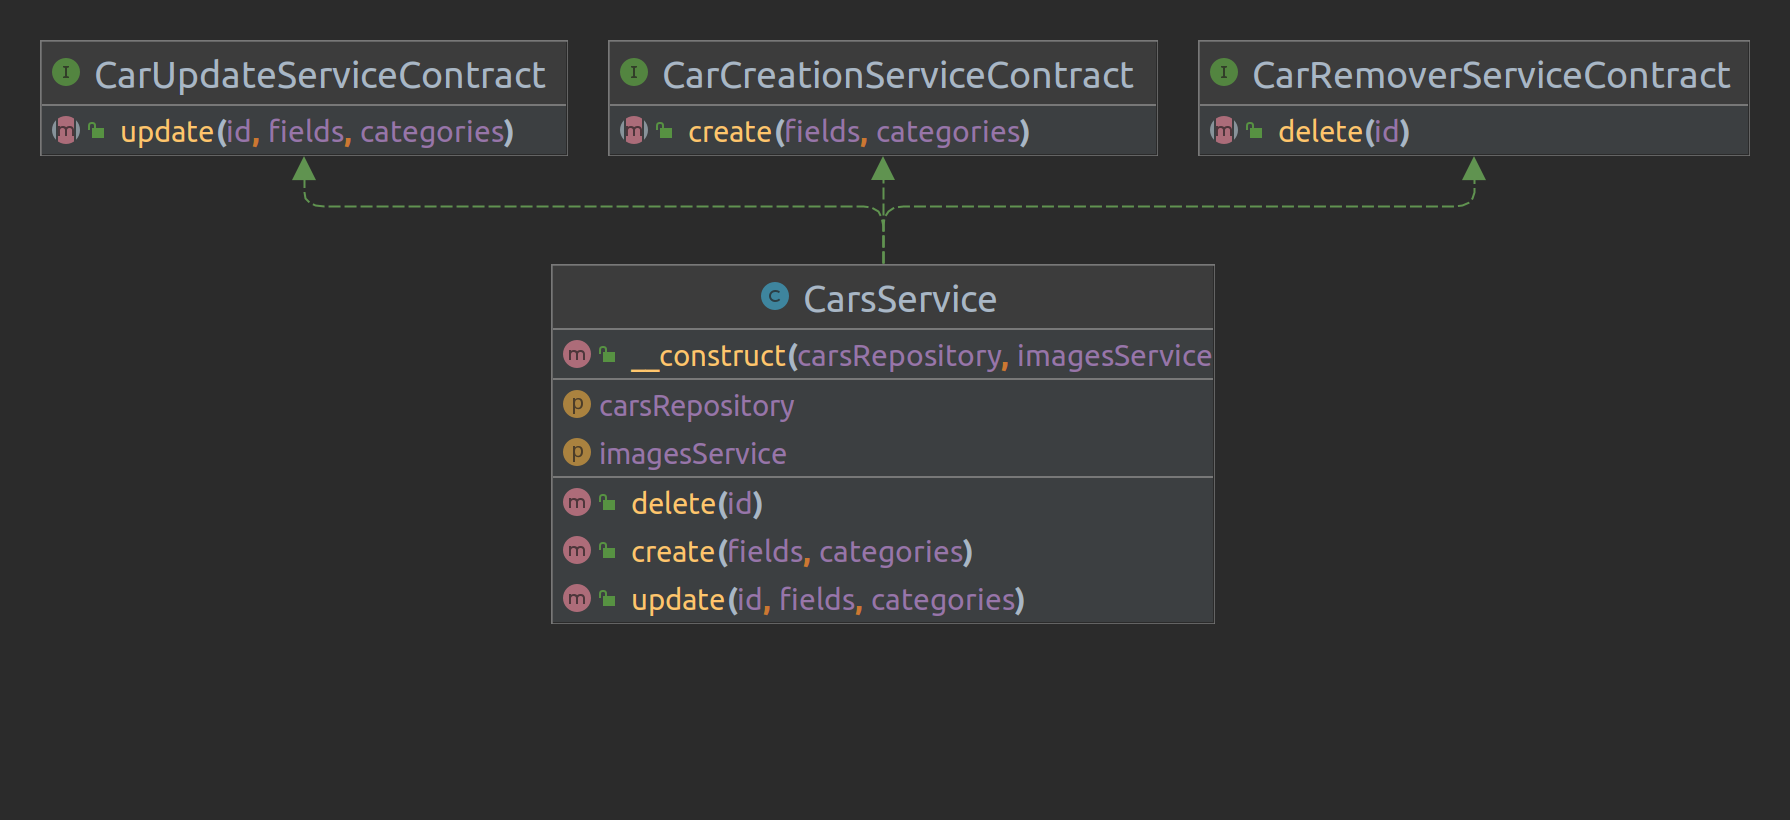 CarUpdateServiceContract
update(id, fields, categories)
CarCreationServiceContract
create(fields, categories)
CarRemoverServiceContract
delete(id)
CarsService
__construct(carsRepository, imagesService
carsRepository
imagesService
delete(id)
create(fields, categories)
update(id, fields, categories)